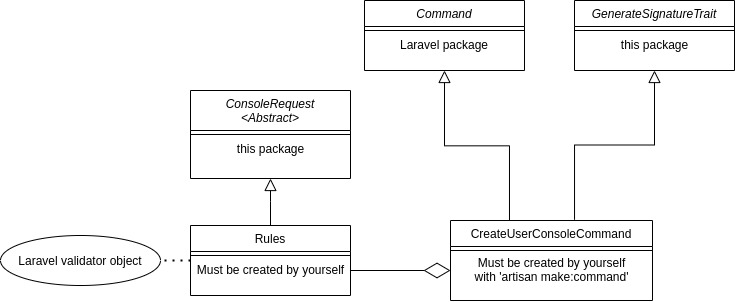 Command
Laravel package
GenerateSignatureTrait
this package
ConsoleRequest
<Abstract>
this package
Laravel validator object
Rules
Must be created by yourself
CreateUserConsoleCommand
Must be created by yourself
with 'artisan make:command'